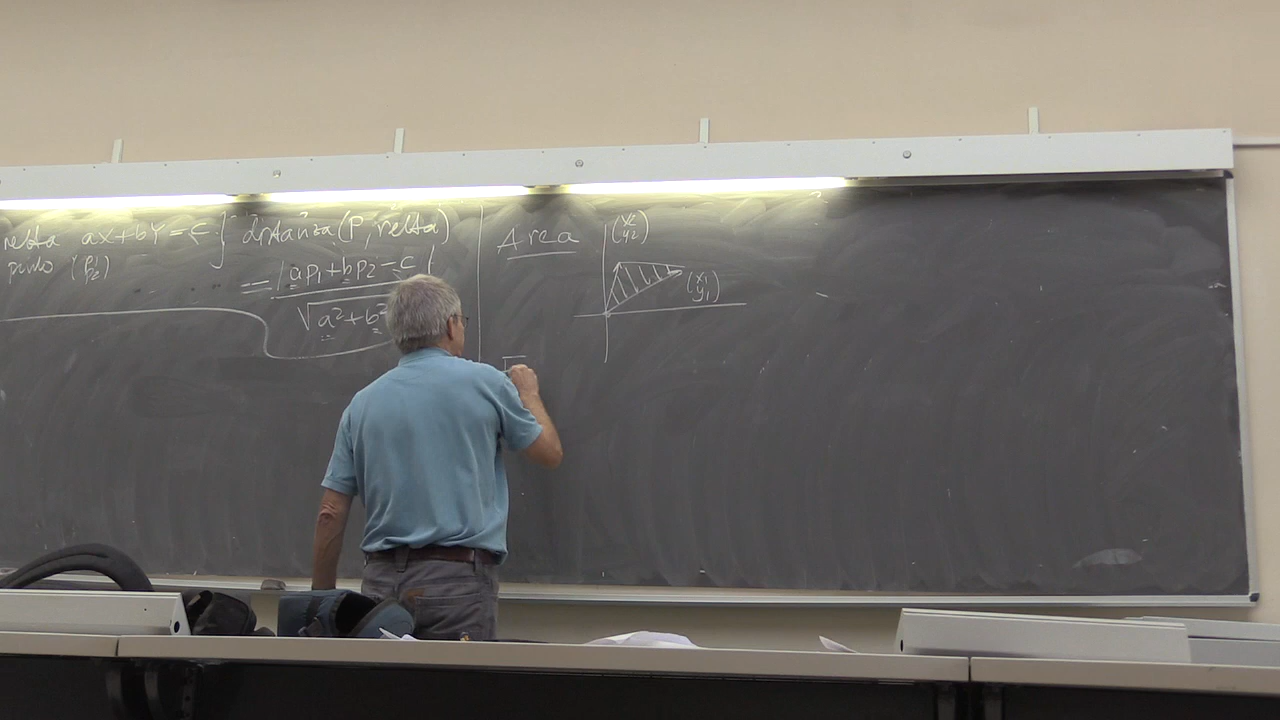 retta ax+by=c
punto (p1
p2)
distanza(P, retta)
= |ap1+bp2-c|
√a²+b²
Area
(x2
y2)
(x1
y1)